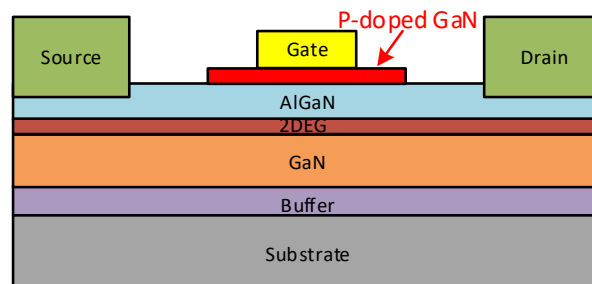 P-doped GaN
Source
Gate
Drain
AlGaN
2DEG
GaN
Buffer
Substrate